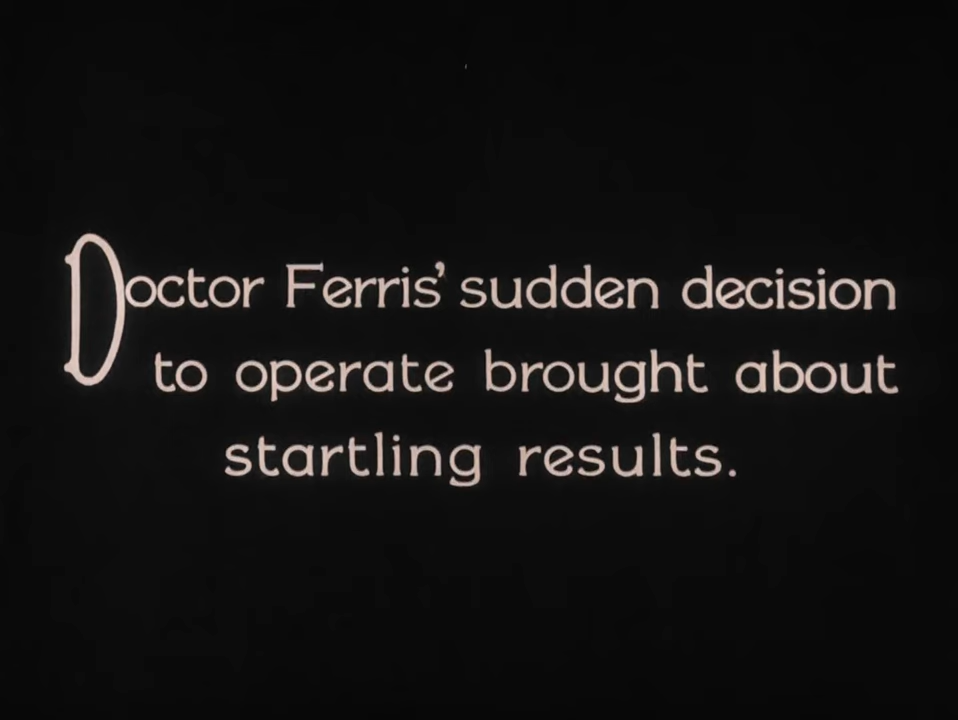 Doctor Ferris' sudden decision
to operate brought about
startling results.